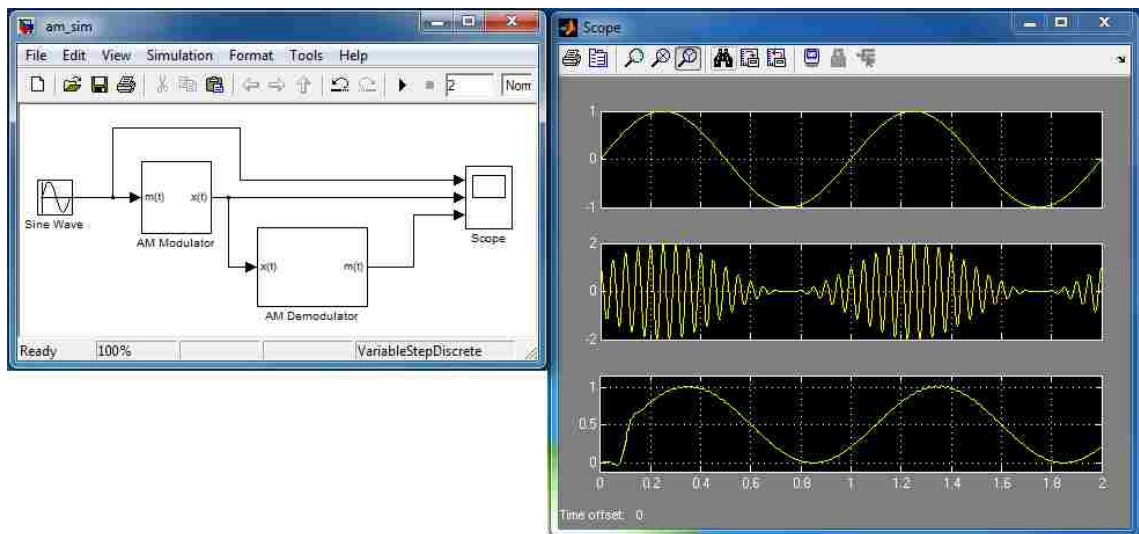 am_sim
File Edit View Simulation Format Tools Help
2 Norm
Sine Wave
m(t) x(t)
AM Modulator
x(t) m(t)
AM Demodulator
Scope
Ready 100% VariableStepDiscrete
Scope
1
0
-1
2
0
-2
1
0.5
0
0 0.2 0.4 0.6 0.8 1 1.2 1.4 1.6 1.8 2
Time offset: 0